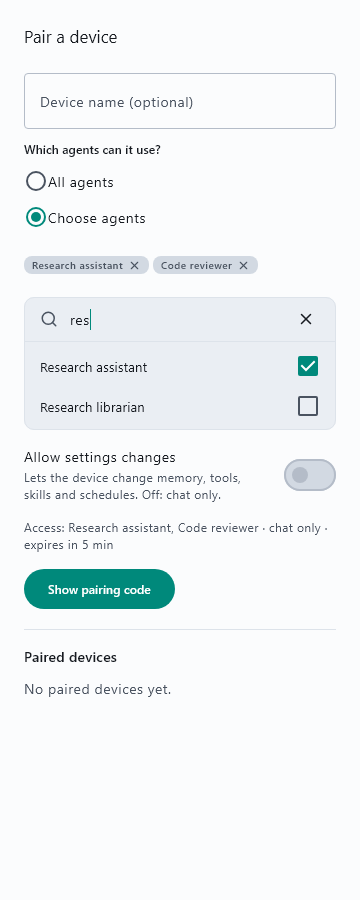 Pair a device
Device name (optional)
Which agents can it use?
All agents
Choose agents
Research assistant
Code reviewer
res
Research assistant
Research librarian
Allow settings changes
Lets the device change memory, tools,
skills and schedules. Off: chat only.
Access: Research assistant, Code reviewer · chat only ·
expires in 5 min
Show pairing code
Paired devices
No paired devices yet.